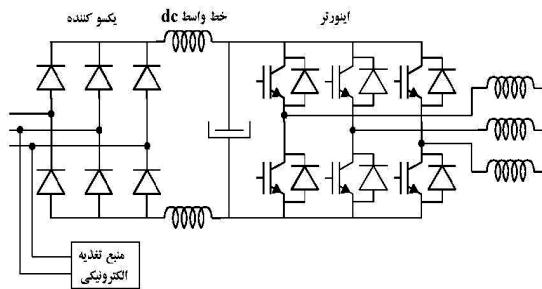 یکسو کننده
خط واسط dc
اینورتر
منبع تغذیه
الکترونیکی